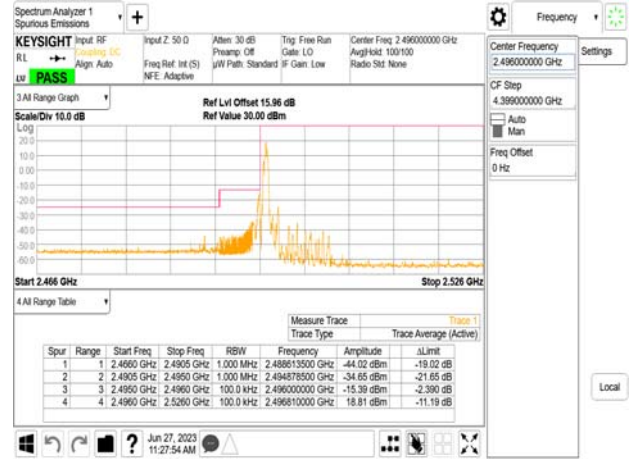 Spectrum Analyzer 1
Spurious Emissions
+
Frequency
KEYSIGHT
Input: RF
Coupling: DC
Align: Auto
Input Z: 50 Ω
Freq Ref: Int (S)
NFE: Adaptive
Atten: 30 dB
Preamp: Off
µW Path: Standard
Trig: Free Run
Gate: LO
IF Gain: Low
Center Freq: 2.496000000 GHz
Avg|Hold: 100/100
Radio Std: None
RL
PASS
Center Frequency
2.496000000 GHz
Settings
CF Step
4.399000000 GHz
Auto
Man
Freq Offset
0 Hz
3 All Range Graph
Scale/Div 10.0 dB
Ref Lvl Offset 15.96 dB
Ref Value 30.00 dBm
Log
20.0
10.0
0.00
-10.0
-20.0
-30.0
-40.0
-50.0
-60.0
Start 2.466 GHz
Stop 2.526 GHz
4 All Range Table
Measure Trace Trace 1
Trace Type Trace Average (Active)
Spur Range Start Freq Stop Freq RBW Frequency Amplitude ΔLimit
1 1 2.4660 GHz 2.4905 GHz 1.000 MHz 2.488613500 GHz -44.02 dBm -19.02 dB
2 2 2.4905 GHz 2.4950 GHz 1.000 MHz 2.494878500 GHz -34.65 dBm -21.65 dB
3 3 2.4950 GHz 2.4960 GHz 100.0 kHz 2.496000000 GHz -15.39 dBm -2.390 dB
4 4 2.4960 GHz 2.5260 GHz 100.0 kHz 2.496810000 GHz 18.81 dBm -11.19 dB
Local
?
Jun 27, 2023
11:27:54 AM